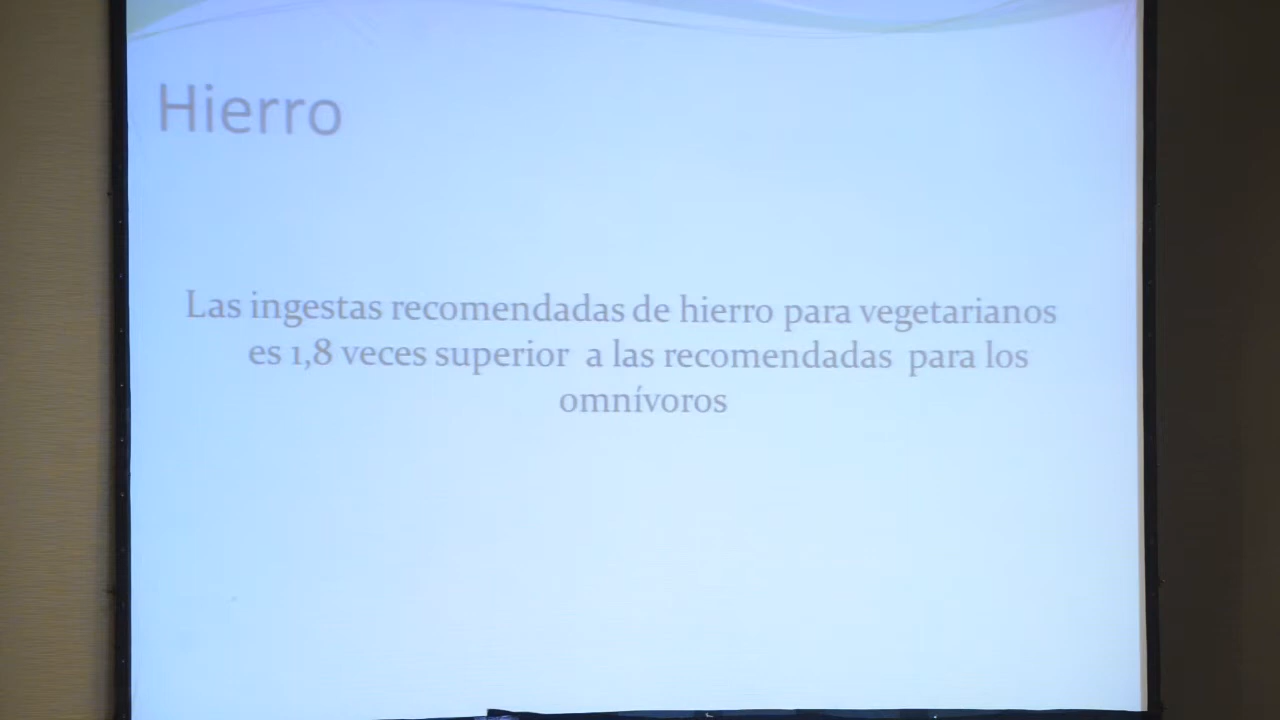 Hierro
Las ingestas recomendadas de hierro para vegetarianos
es 1,8 veces superior a las recomendadas para los
omnívoros